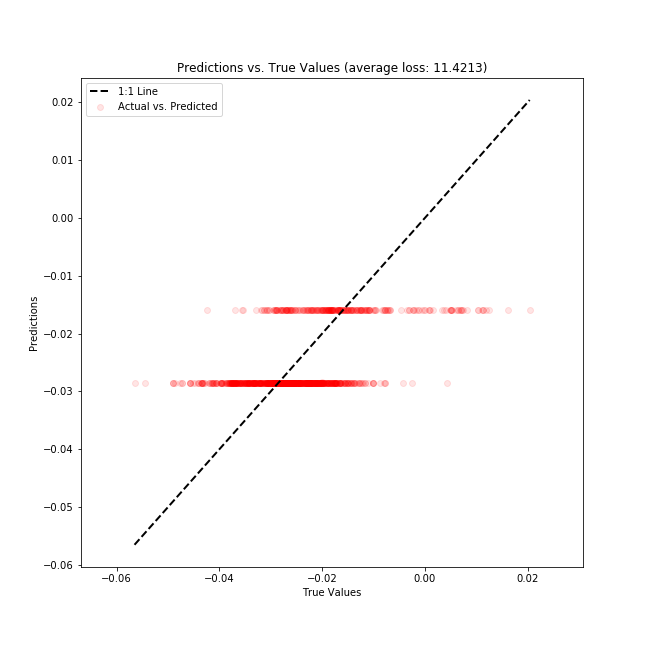 Predictions vs. True Values (average loss: 11.4213)
1:1 Line
Actual vs. Predicted
0.02
0.01
0.00
−0.01
−0.02
−0.03
−0.04
−0.05
−0.06
Predictions
−0.06 −0.04 −0.02 0.00 0.02
True Values